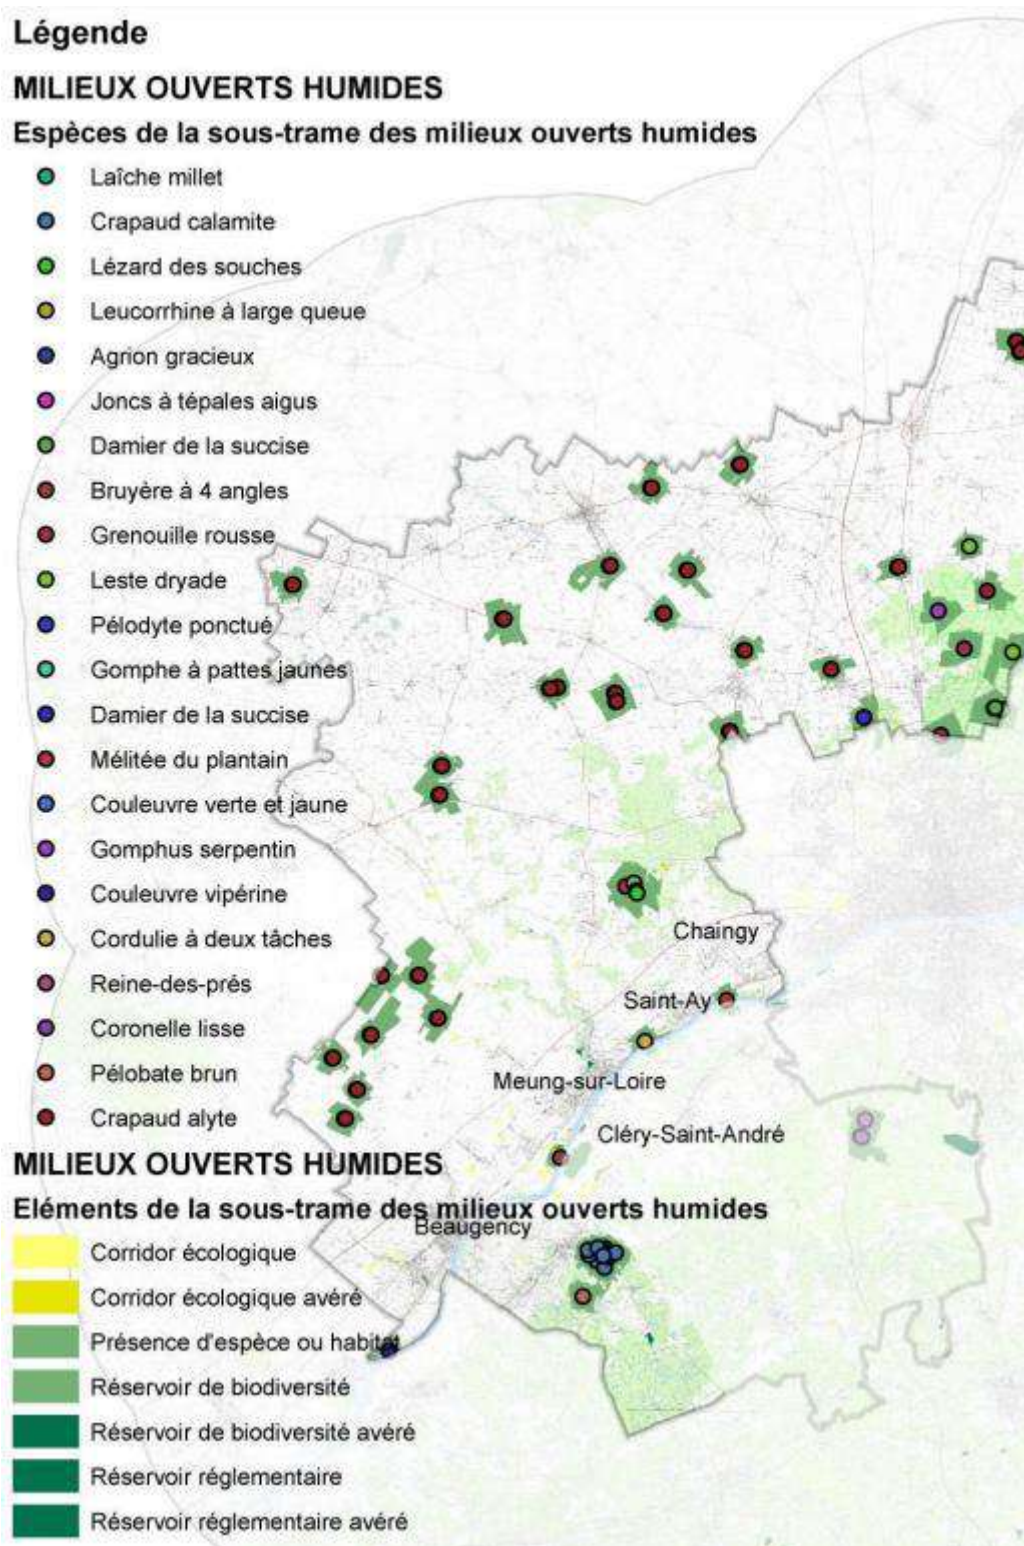 Légende
MILIEUX OUVERTS HUMIDES
Espèces de la sous-trame des milieux ouverts humides
Laîche millet
Crapaud calamite
Lézard des souches
Leucorrhine à large queue
Agrion gracieux
Joncs à tépales aigus
Damier de la succise
Bruyère à 4 angles
Grenouille rousse
Leste dryade
Pélodyte ponctué
Gomphe à pattes jaunes
Damier de la succise
Mélitée du plantain
Couleuvre verte et jaune
Gomphus serpentin
Couleuvre vipérine
Cordulie à deux tâches
Reine-des-prés
Coronelle lisse
Pélobate brun
Crapaud alyte
MILIEUX OUVERTS HUMIDES
Eléments de la sous-trame des milieux ouverts humides
Corridor écologique
Corridor écologique avéré
Présence d'espèce ou habitat
Réservoir de biodiversité
Réservoir de biodiversité avéré
Réservoir réglementaire
Réservoir réglementaire avéré
Chaingy
Saint-Ay
Meung-sur-Loire
Cléry-Saint-André
Beaugency